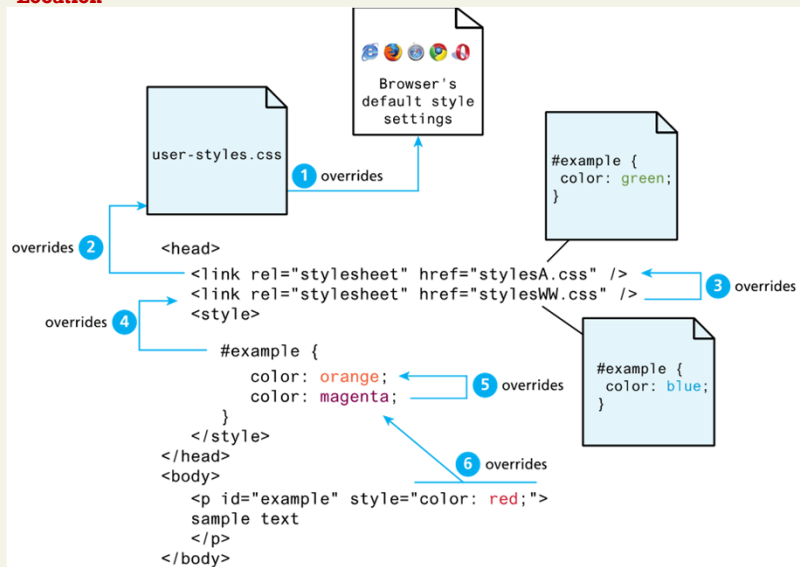 Location
Browser's
default style
settings
user-styles.css
1 overrides
#example {
color: green;
}
overrides 2
<head>
<link rel="stylesheet" href="stylesA.css" />
<link rel="stylesheet" href="stylesWW.css" />
3 overrides
<style>
overrides 4
#example {
color: orange;
color: magenta;
5 overrides
}
#example {
color: blue;
}
</style>
</head>
6 overrides
<body>
<p id="example" style="color: red;">
sample text
</p>
</body>